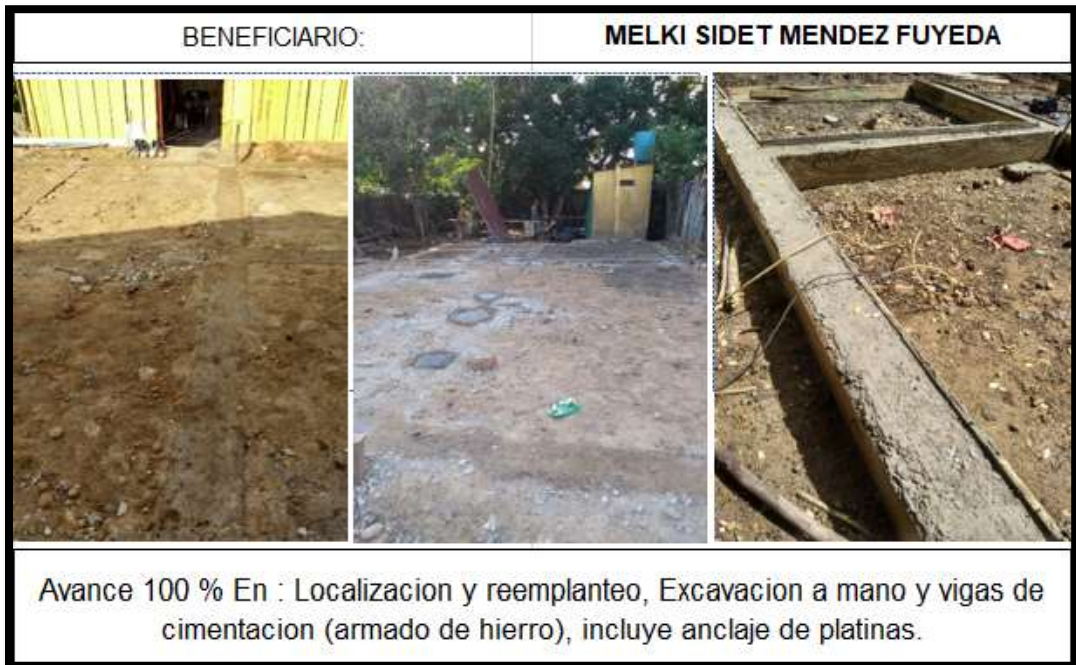 BENEFICIARIO:
MELKI SIDET MENDEZ FUYEDA
Avance 100 % En : Localizacion y reemplanteo, Excavacion a mano y vigas de
cimentacion (armado de hierro), incluye anclaje de platinas.